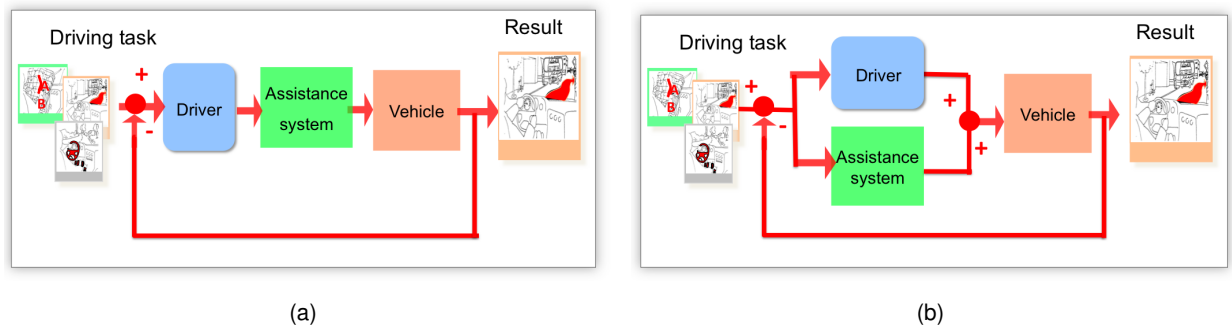 Driving task
Result
A
B
+
-
Driver
Assistance
system
Vehicle
(a)
Driving task
Result
A
B
+
-
Driver
Assistance
system
+
+
Vehicle
(b)